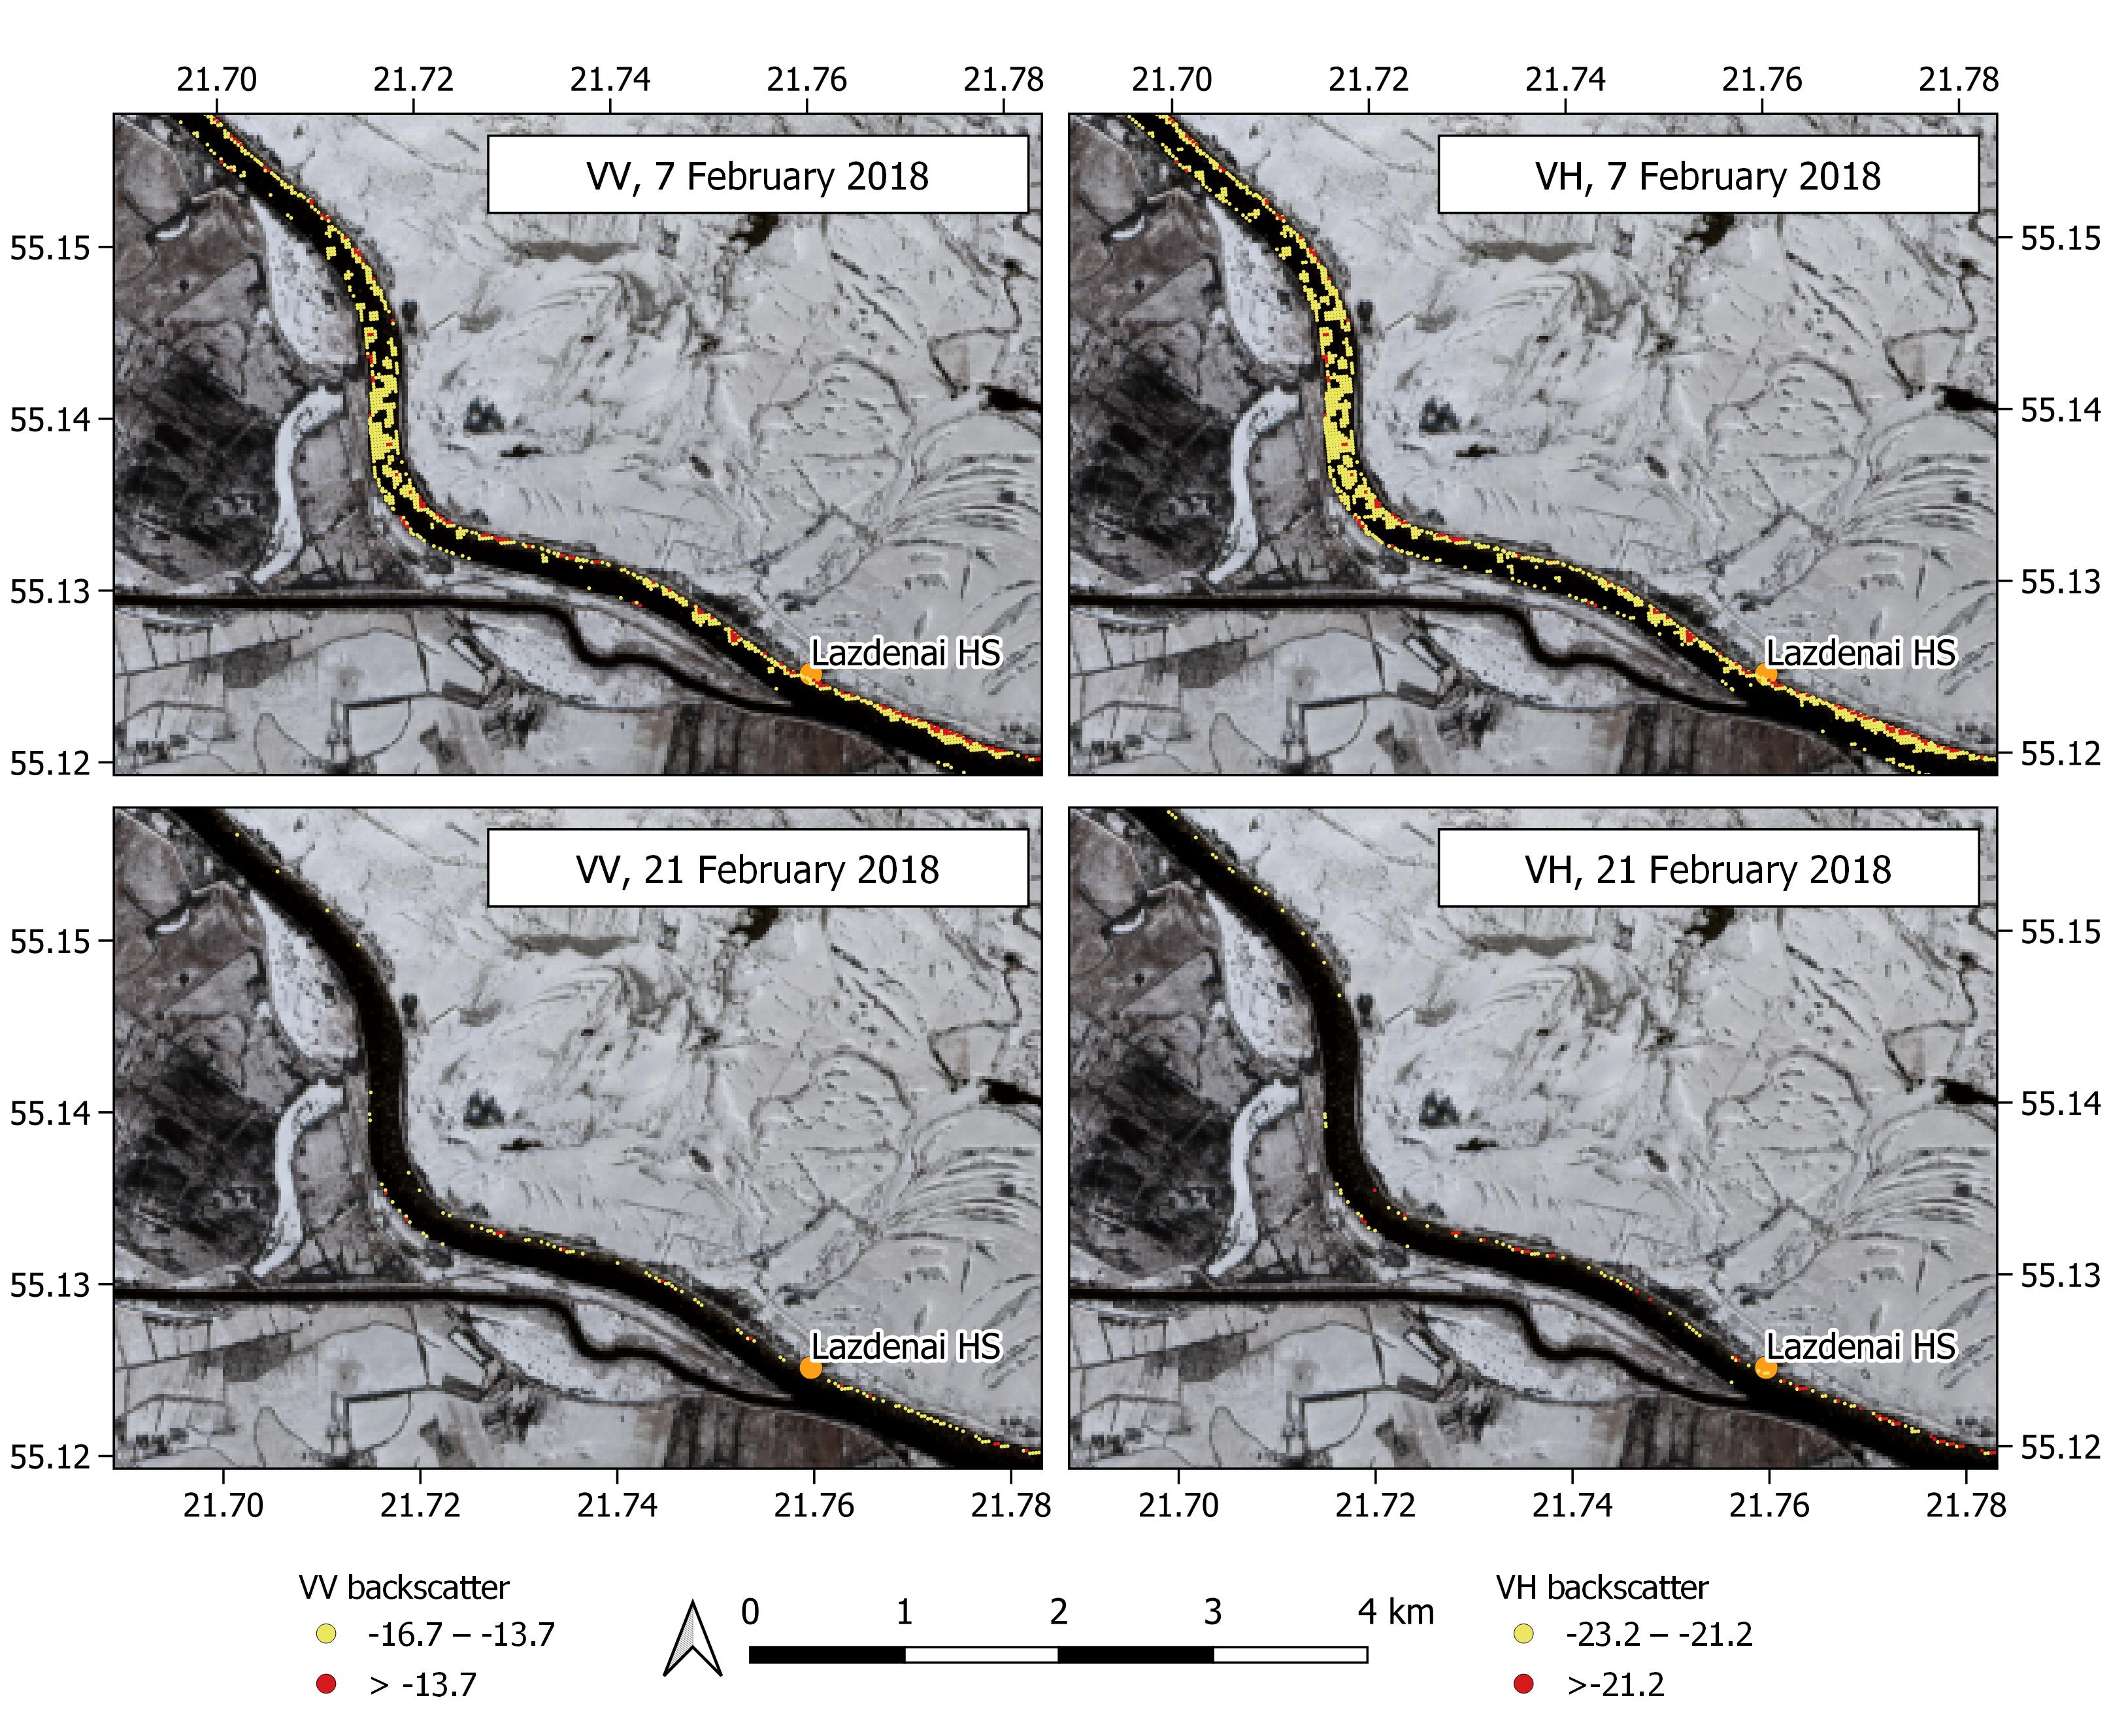 21.70 21.72 21.74 21.76 21.78 21.70 21.72 21.74 21.76 21.78
VV, 7 February 2018
VH, 7 February 2018
55.15
55.14
55.13
55.12
Lazdenai HS
Lazdenai HS
55.15
55.14
55.13
55.12
VV, 21 February 2018
VH, 21 February 2018
55.15
55.14
55.13
55.12
Lazdenai HS
Lazdenai HS
55.15
55.14
55.13
55.12
21.70 21.72 21.74 21.76 21.78 21.70 21.72 21.74 21.76 21.78
VV backscatter
-16.7 – -13.7
> -13.7
0 1 2 3 4 km
VH backscatter
-23.2 – -21.2
>-21.2